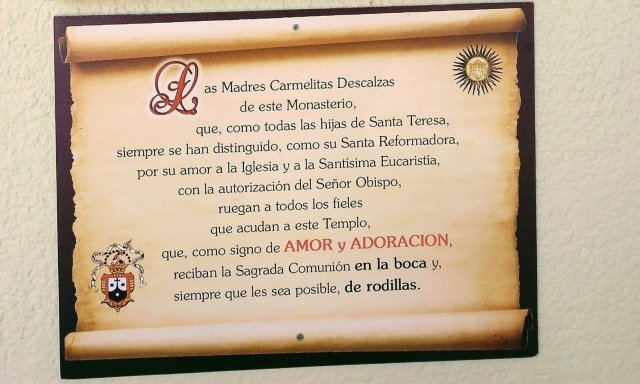 Las Madres Carmelitas Descalzas
de este Monasterio,
que, como todas las hijas de Santa Teresa,
siempre se han distinguido, como su Santa Reformadora,
por su amor a la Iglesia y a la Santísima Eucaristía,
con la autorización del Señor Obispo,
ruegan a todos los fieles
que acudan a este Templo,
que, como signo de AMOR y ADORACION,
reciban la Sagrada Comunión en la boca y,
siempre que les sea posible, de rodillas.